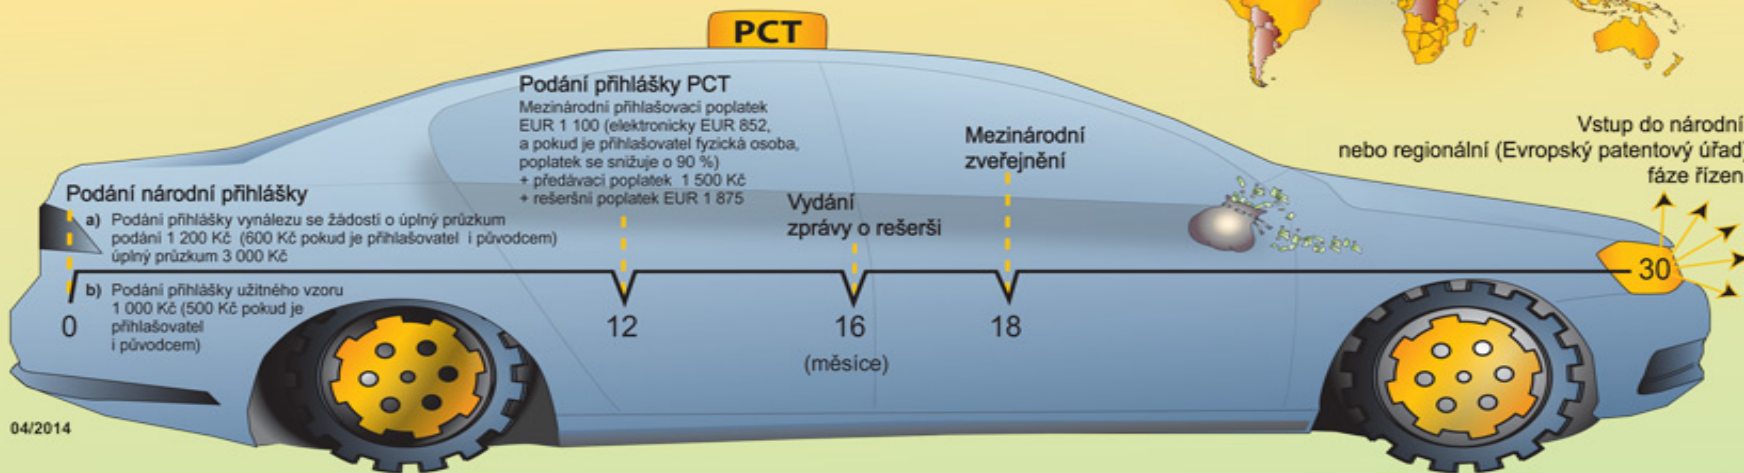 PCT
Podání přihlášky PCT
Mezinárodní přihlašovací poplatek
EUR 1 100 (elektronicky EUR 852,
a pokud je přihlašovatel fyzická osoba,
poplatek se snižuje o 90 %)
+ předávací poplatek 1 500 Kč
+ rešeršní poplatek EUR 1 875
Mezinárodní
zveřejnění
Vstup do národní
nebo regionální (Evropský patentový úřad)
fáze řízen
Podání národní přihlášky
a) Podání přihlášky vynálezu se žádostí o úplný průzkum
podání 1 200 Kč (600 Kč pokud je přihlašovatel i původcem)
úplný průzkum 3 000 Kč
Vydání
zprávy o rešerši
b) Podání přihlášky užitného vzoru
1 000 Kč (500 Kč pokud je
přihlašovatel
i původcem)
0
12
16
18
30
(měsíce)
04/2014